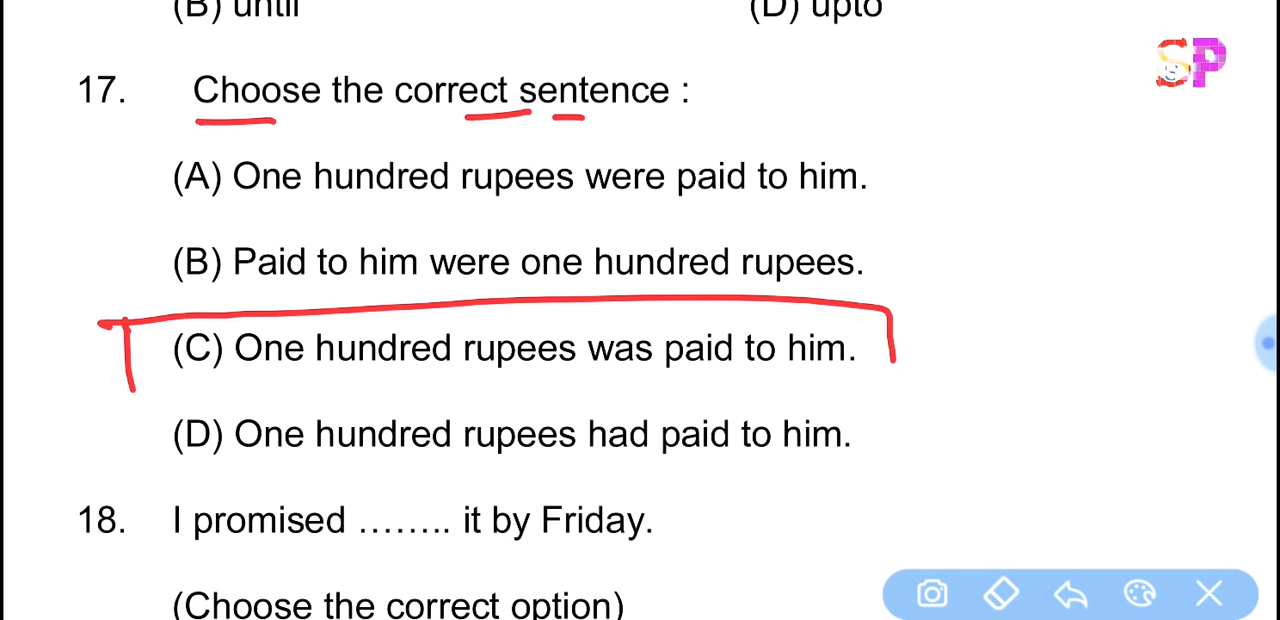 (B) until (D) upto
SP
17. Choose the correct sentence :
(A) One hundred rupees were paid to him.
(B) Paid to him were one hundred rupees.
(C) One hundred rupees was paid to him.
(D) One hundred rupees had paid to him.
18. I promised ........ it by Friday.
(Choose the correct option)